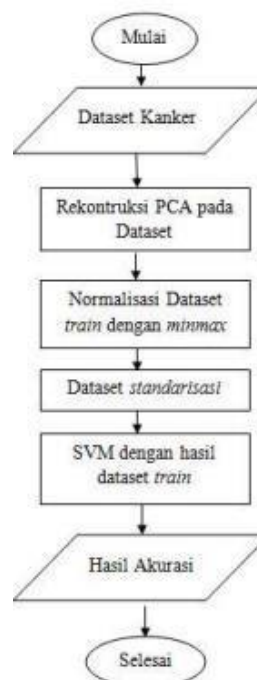 Mulai
Dataset Kanker
Rekontruksi PCA pada
Dataset
Normalisasi Dataset
train dengan minmax
Dataset standarisasi
SVM dengan hasil
dataset train
Hasil Akurasi
Selesai